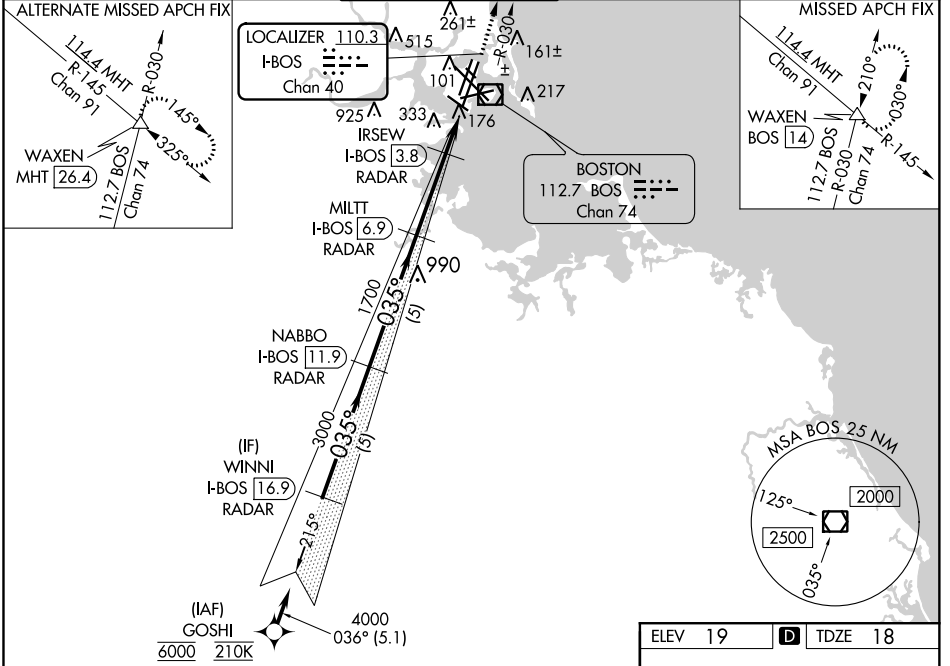 ALTERNATE MISSED APCH FIX
114.4 MHT
R-145
Chan 91
R-030
145°
325°
WAXEN
MHT 26.4
112.7 BOS
Chan 74
LOCALIZER 110.3
I-BOS
Chan 40
515
261±
R-030
161±
101
217
925
333
176
IRSEW
I-BOS 3.8
RADAR
BOSTON
112.7 BOS
Chan 74
MISSED APCH FIX
114.4 MHT
Chan 91
210°
030°
WAXEN
BOS 14
R-145
112.7 BOS
R-030
Chan 74
MILTT
I-BOS 6.9
RADAR
990
1700
035°
(5)
NABBO
I-BOS 11.9
RADAR
3000
035°
(5)
(IF)
WINNI
I-BOS 16.9
RADAR
215°
(IAF)
GOSHI
6000 210K
4000
036° (5.1)
MSA BOS 25 NM
125°
2000
2500
035°
ELEV 19 D TDZE 18